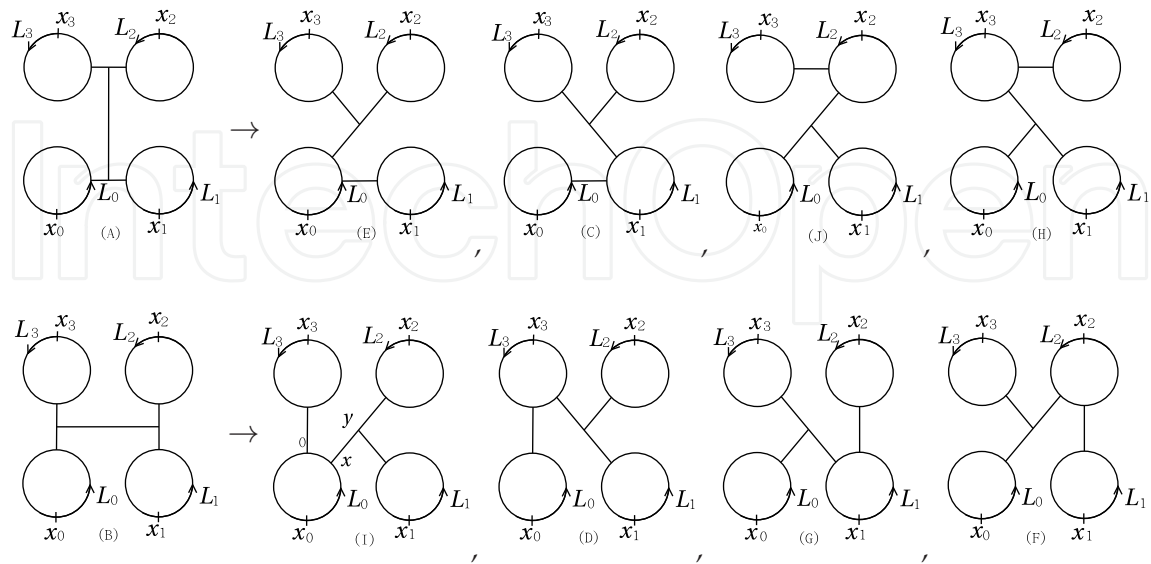 x3 x2 x3 x2 x3 x2 x3 x2 x3 x2
L3 L2 L3 L2 L3 L2 L3 L2 L3 L2
→
L0 L1 L0 L1 L0 L1 L0 L1 L0 L1
x0 (A) x1 x0 (E) x1 , x0 (C) x1 , x0 (J) x1 , x0 (H) x1
IntechOpen
x3 x2 x3 x2 x3 x2 x3 x2 x3 x2
L3 L2 L3 L2 L3 L2 L3 L2 L3 L2
y
→ 0 x
L0 L1 L0 L1 L0 L1 L0 L1 L0 L1
x0 (B) x1 x0 (I) x1 , x0 (D) x1 , x0 (G) x1 , x0 (F) x1